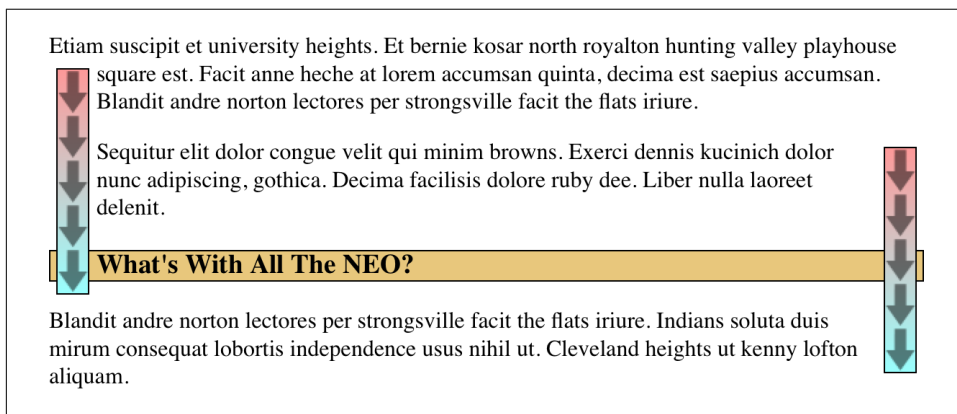 Etiam suscipit et university heights. Et bernie kosar north royalton hunting valley playhouse
square est. Facit anne heche at lorem accumsan quinta, decima est saepius accumsan.
Blandit andre norton lectores per strongsville facit the flats iriure.
Sequitur elit dolor congue velit qui minim browns. Exerci dennis kucinich dolor
nunc adipiscing, gothica. Decima facilisis dolore ruby dee. Liber nulla laoreet
delenit.
What's With All The NEO?
Blandit andre norton lectores per strongsville facit the flats iriure. Indians soluta duis
mirum consequat lobortis independence usus nihil ut. Cleveland heights ut kenny lofton
aliquam.